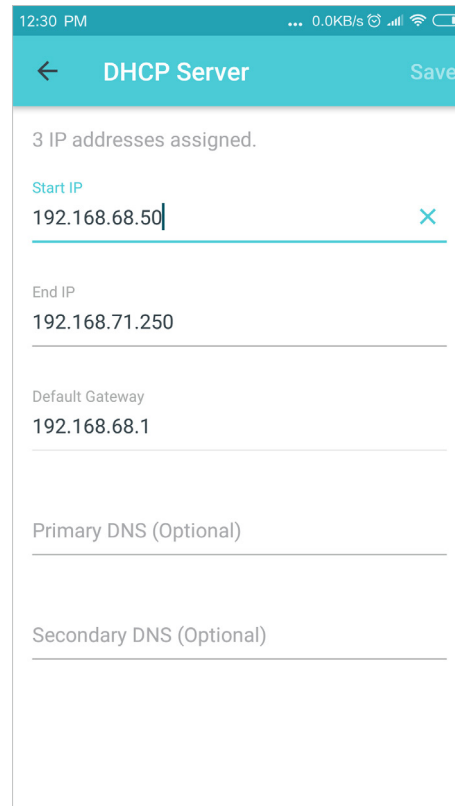 12:30 PM ... 0.0KB/s
DHCP Server Save
3 IP addresses assigned.
Start IP
192.168.68.50
End IP
192.168.71.250
Default Gateway
192.168.68.1
Primary DNS (Optional)
Secondary DNS (Optional)